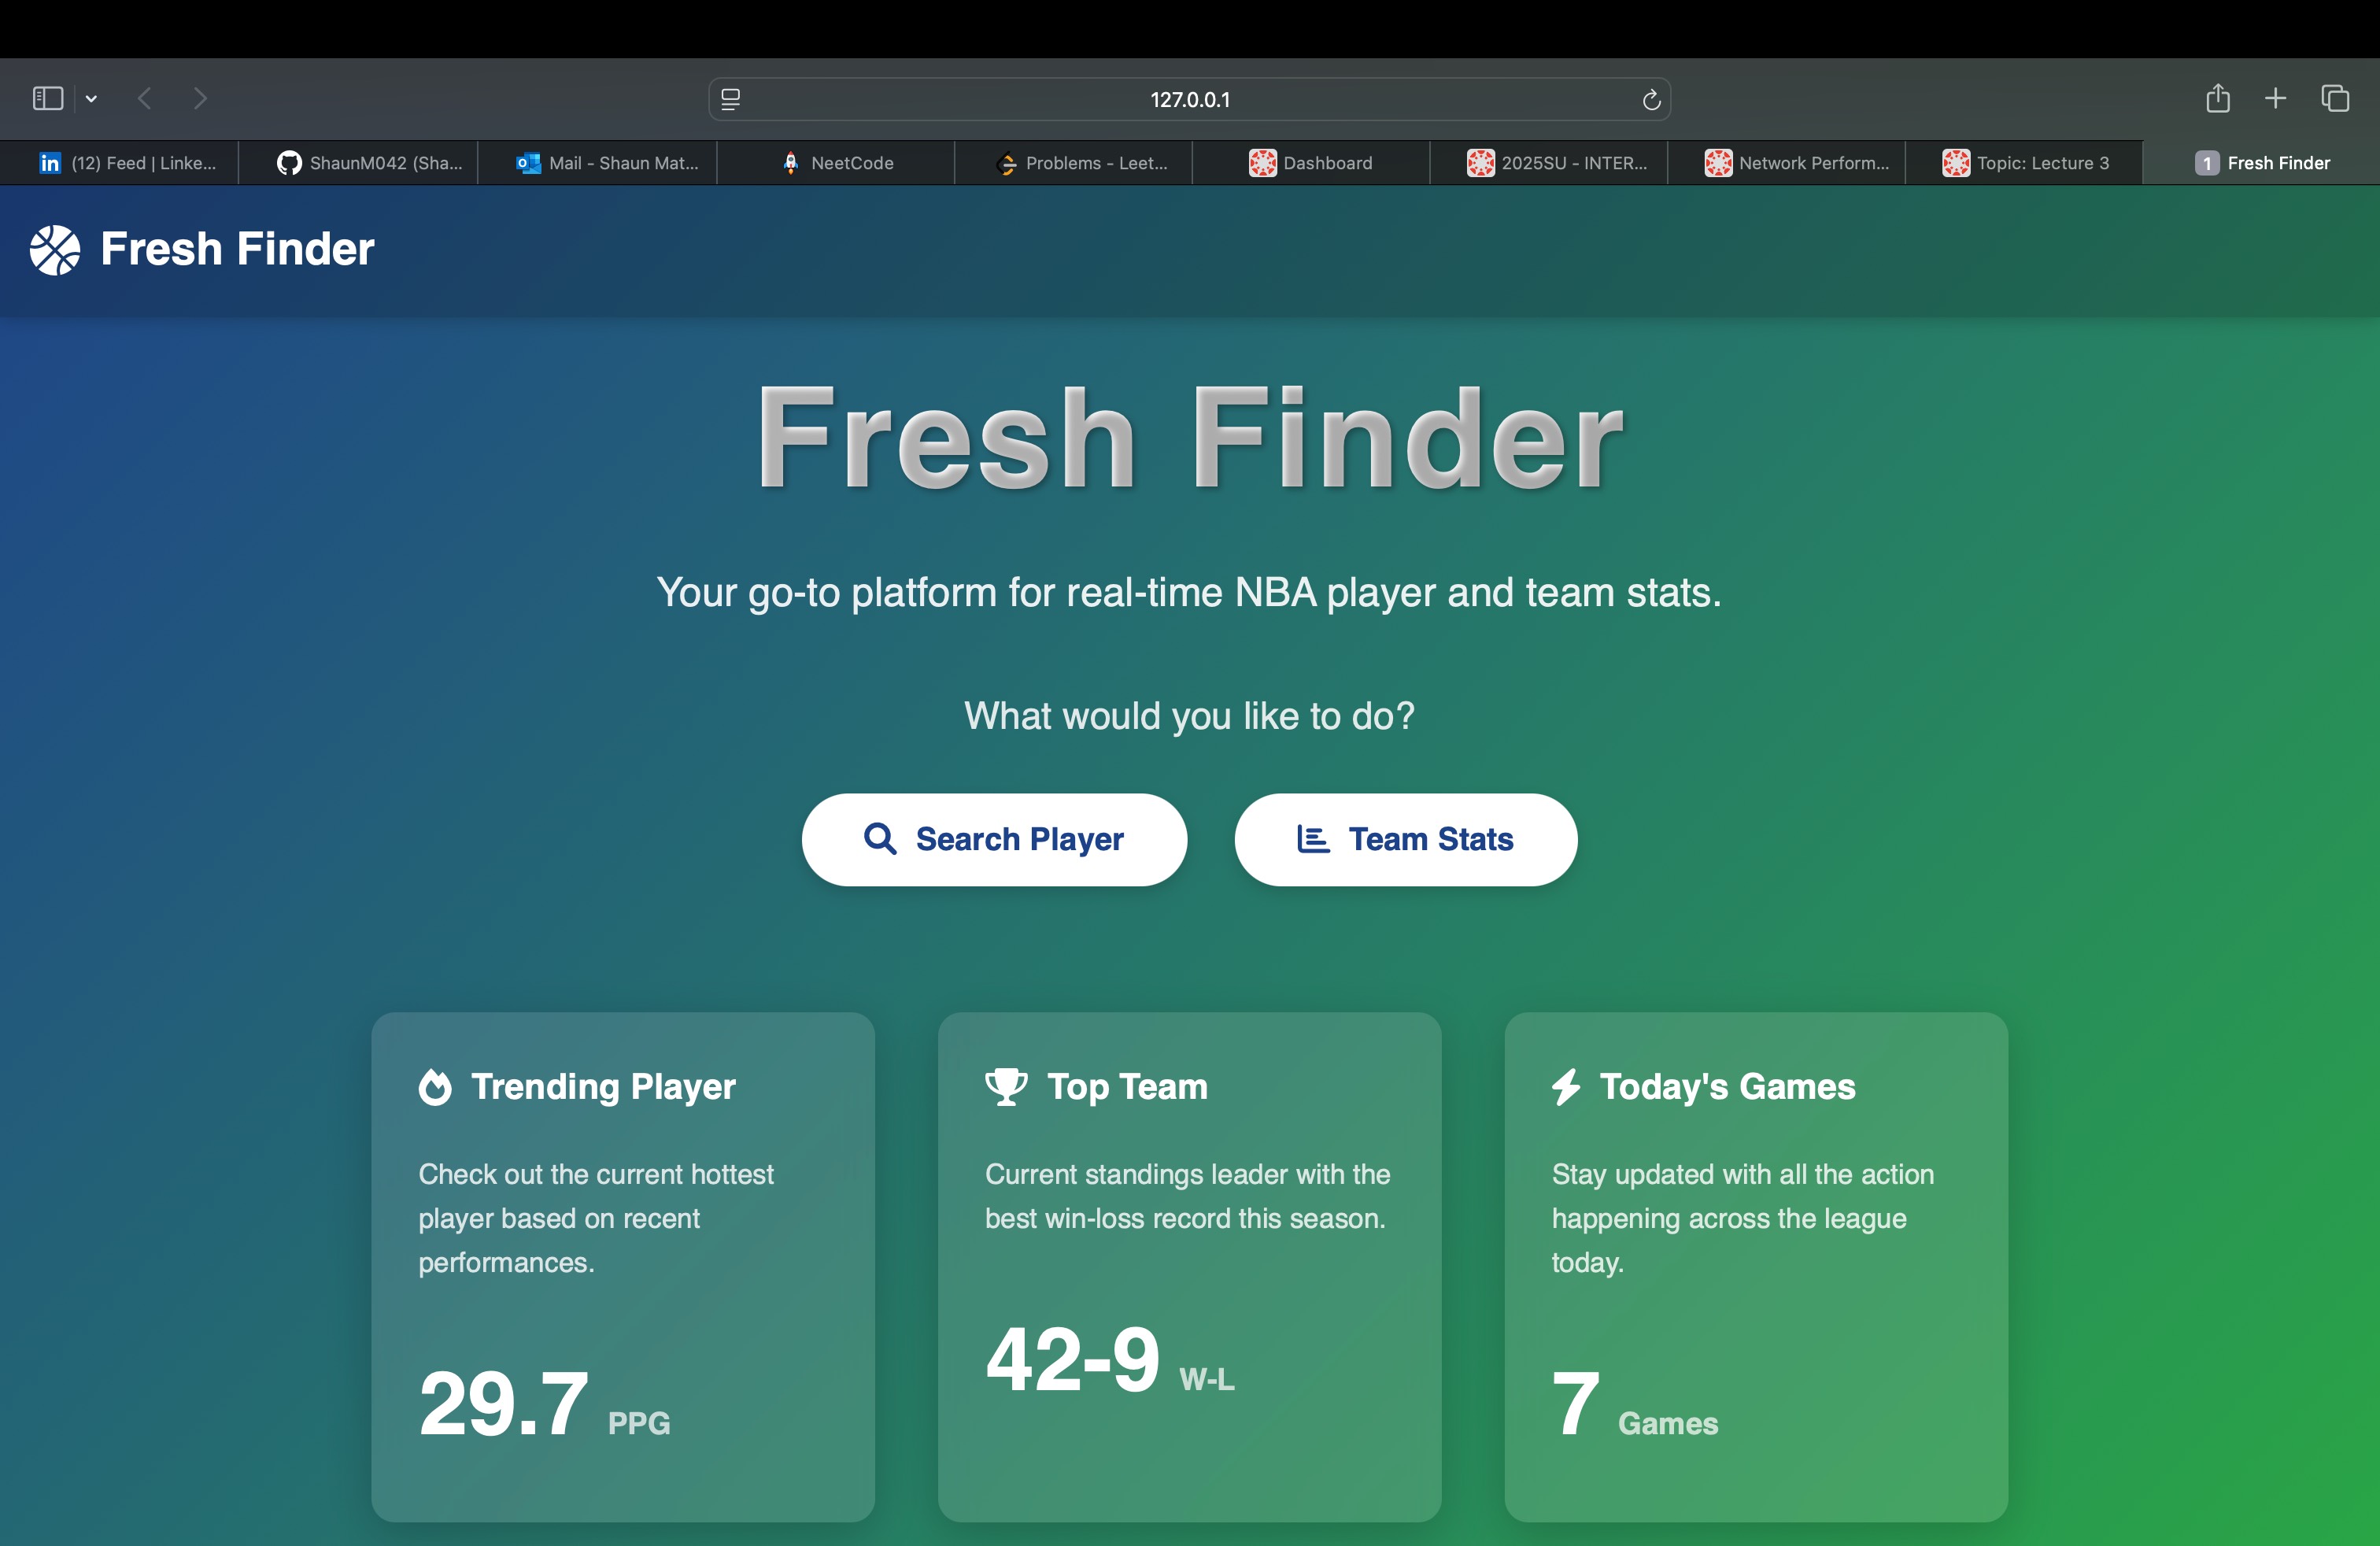 127.0.0.1
(12) Feed | Linke...
ShaunM042 (Sha...
Mail - Shaun Mat...
NeetCode
Problems - Leet...
Dashboard
2025SU - INTER...
Network Perform...
Topic: Lecture 3
1 Fresh Finder
Fresh Finder
Fresh Finder
Your go-to platform for real-time NBA player and team stats.
What would you like to do?
Search Player
Team Stats
Trending Player
Check out the current hottest
player based on recent
performances.
29.7 PPG
Top Team
Current standings leader with the
best win-loss record this season.
42-9 W-L
Today's Games
Stay updated with all the action
happening across the league
today.
7 Games